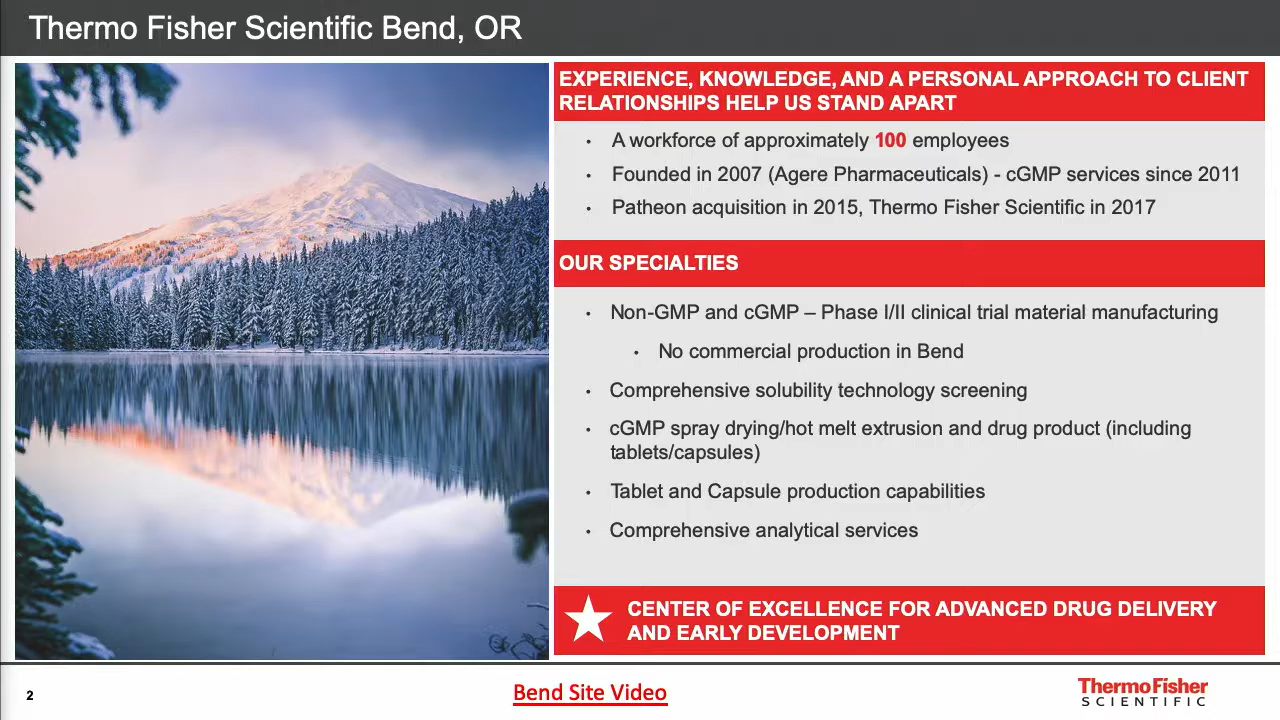 Thermo Fisher Scientific Bend, OR
EXPERIENCE, KNOWLEDGE, AND A PERSONAL APPROACH TO CLIENT
RELATIONSHIPS HELP US STAND APART
• A workforce of approximately 100 employees
• Founded in 2007 (Agere Pharmaceuticals) - cGMP services since 2011
• Patheon acquisition in 2015, Thermo Fisher Scientific in 2017
OUR SPECIALTIES
• Non-GMP and cGMP – Phase I/II clinical trial material manufacturing
• No commercial production in Bend
• Comprehensive solubility technology screening
• cGMP spray drying/hot melt extrusion and drug product (including
tablets/capsules)
• Tablet and Capsule production capabilities
• Comprehensive analytical services
CENTER OF EXCELLENCE FOR ADVANCED DRUG DELIVERY
AND EARLY DEVELOPMENT
2
Bend Site Video
ThermoFisher
SCIENTIFIC